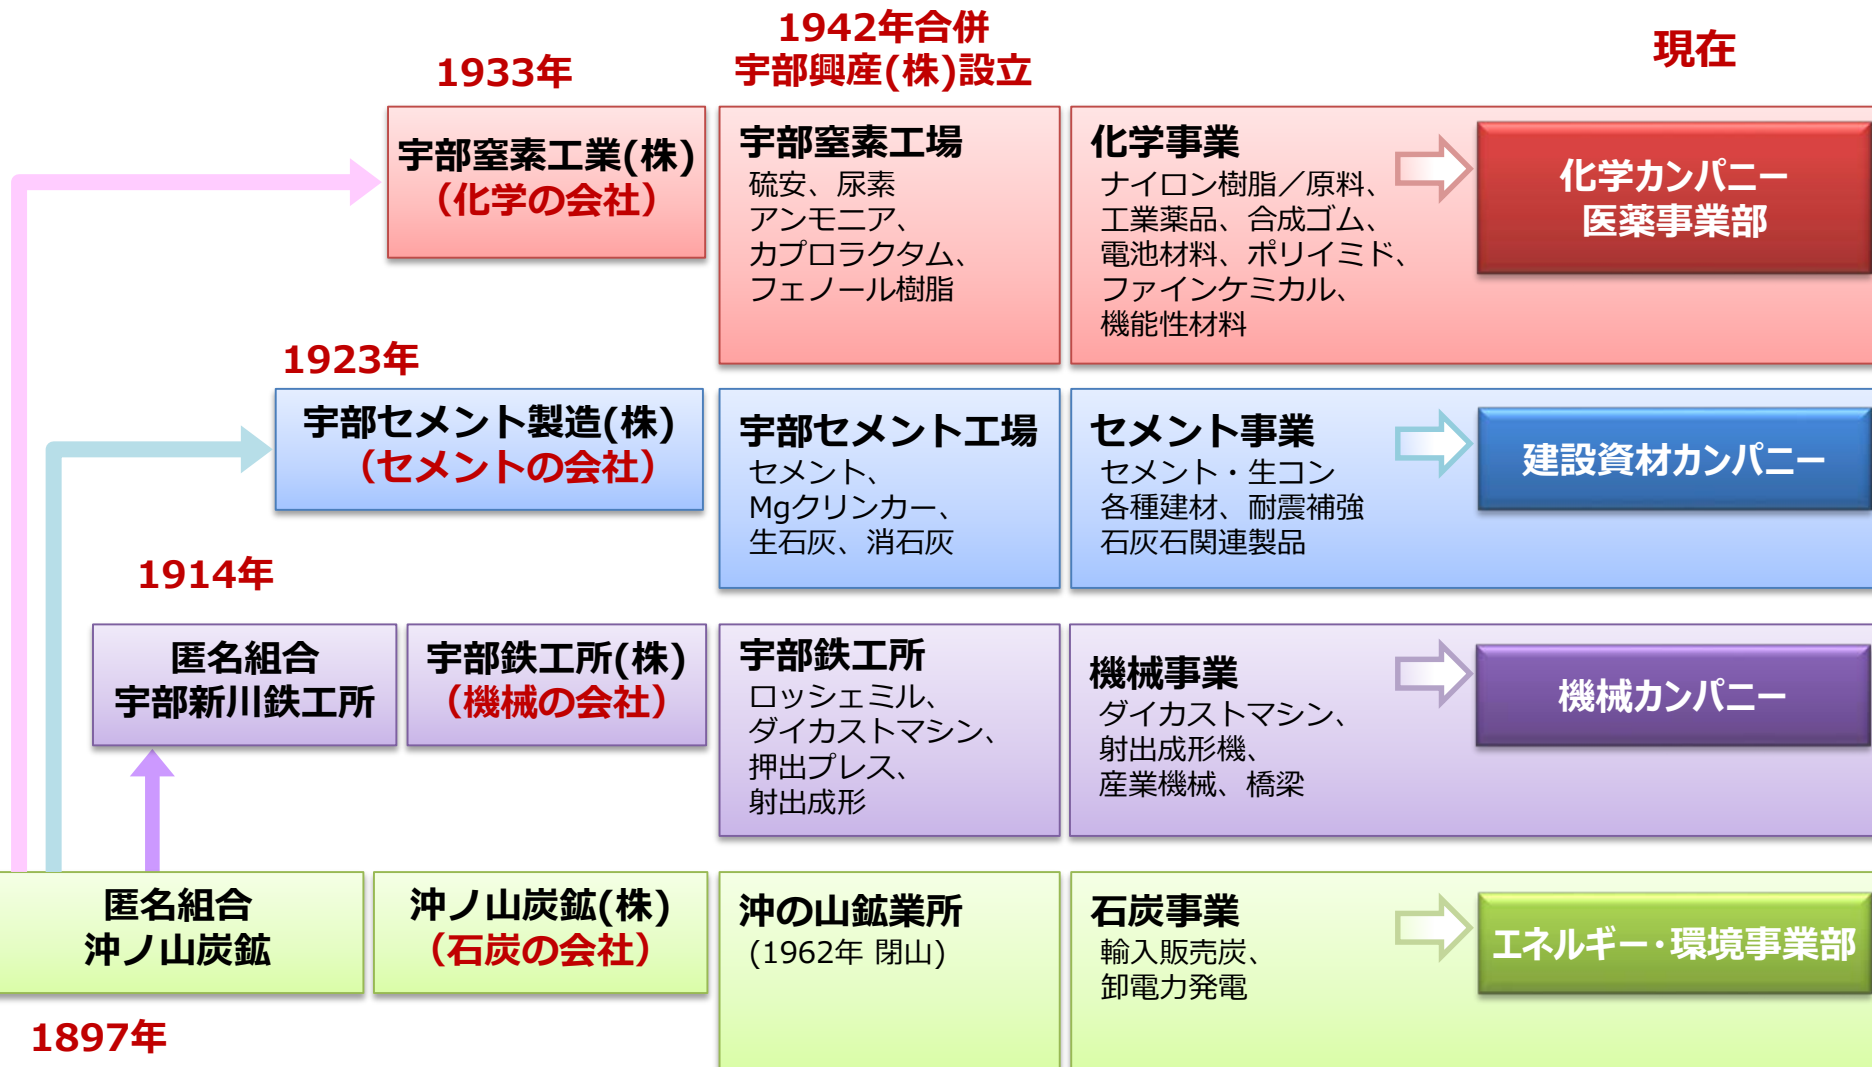 1942年合併
宇部興産(株)設立
現在
1933年
宇部窒素工業(株)
（化学の会社）
宇部窒素工場
硫安、尿素
アンモニア、
カプロラクタム、
フェノール樹脂
化学事業
ナイロン樹脂／原料、
工業薬品、合成ゴム、
電池材料、ポリイミド、
ファインケミカル、
機能性材料
化学カンパニー
医薬事業部
1923年
宇部セメント製造(株)
（セメントの会社）
宇部セメント工場
セメント、
Mgクリンカー、
生石灰、消石灰
セメント事業
セメント・生コン
各種建材、耐震補強
石灰石関連製品
建設資材カンパニー
1914年
匿名組合
宇部新川鉄工所
宇部鉄工所(株)
（機械の会社）
宇部鉄工所
ロッシェミル、
ダイカストマシン、
押出プレス、
射出成形
機械事業
ダイカストマシン、
射出成形機、
産業機械、橋梁
機械カンパニー
匿名組合
沖ノ山炭鉱
沖ノ山炭鉱(株)
（石炭の会社）
沖の山鉱業所
(1962年 閉山)
石炭事業
輸入販売炭、
卸電力発電
エネルギー・環境事業部
1897年